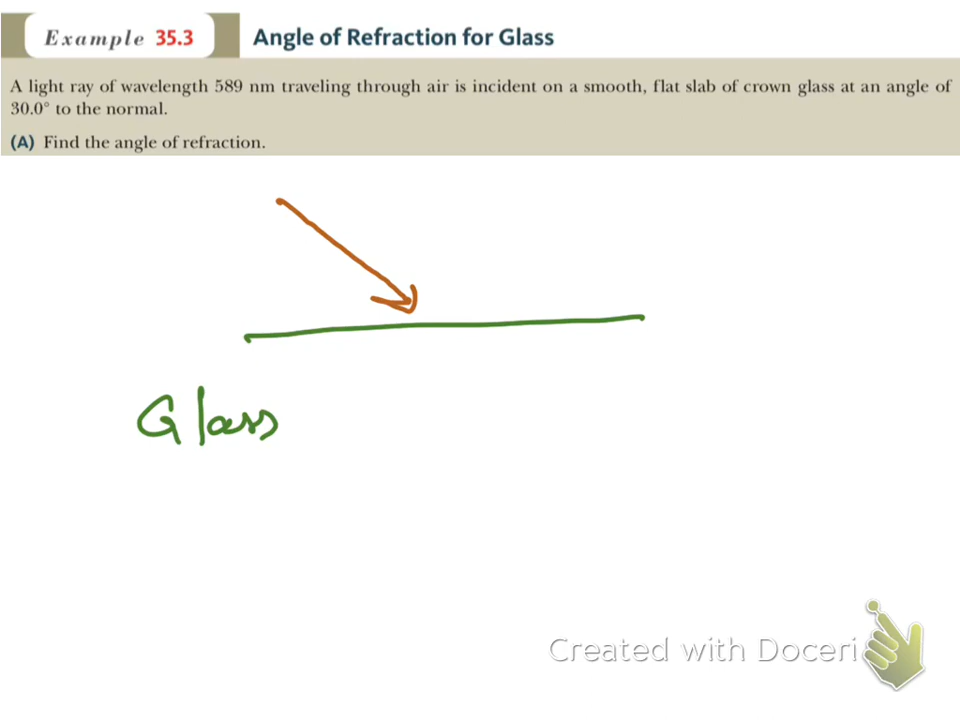 Example 35.3 Angle of Refraction for Glass
A light ray of wavelength 589 nm traveling through air is incident on a smooth, flat slab of crown glass at an angle of
30.0° to the normal.
(A) Find the angle of refraction.
Glass
Created with Doceri